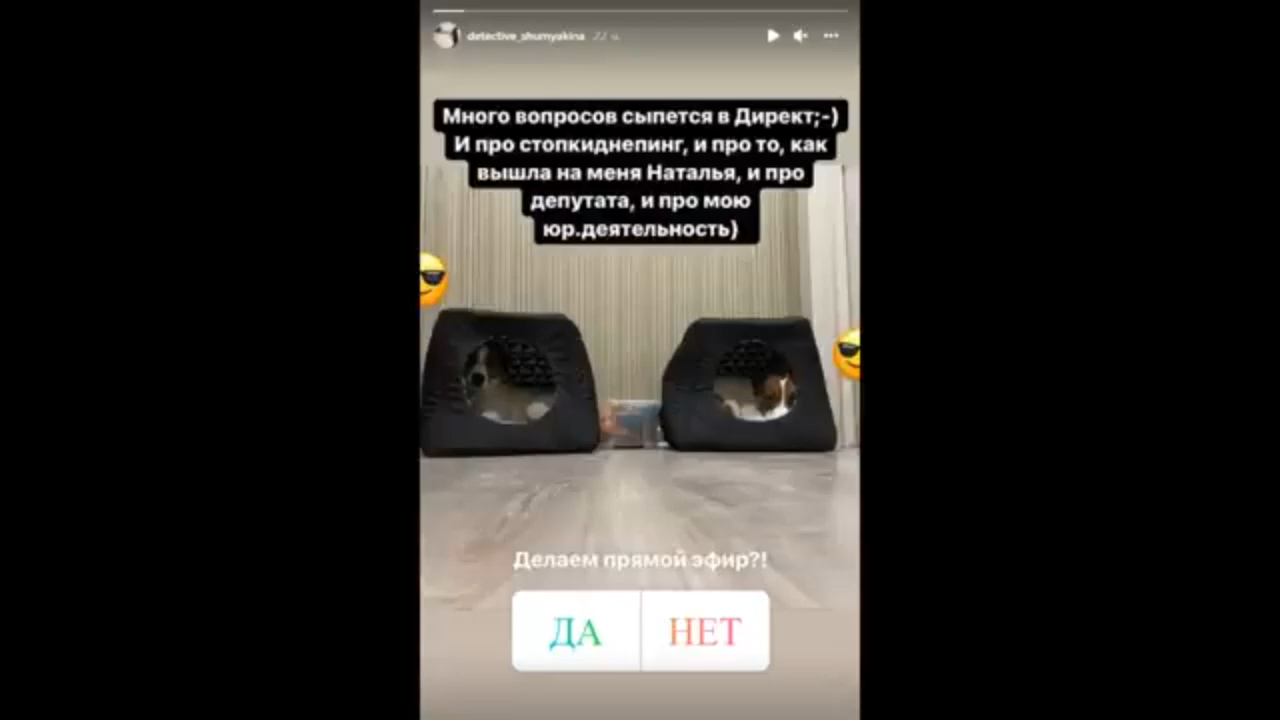 detective_shumyakina 22 ч.
Много вопросов сыпется в Директ;-)
И про стопкиднепинг, и про то, как
вышла на меня Наталья, и про
депутата, и про мою
юр.деятельность)
Делаем прямой эфир?!
ДА НЕТ